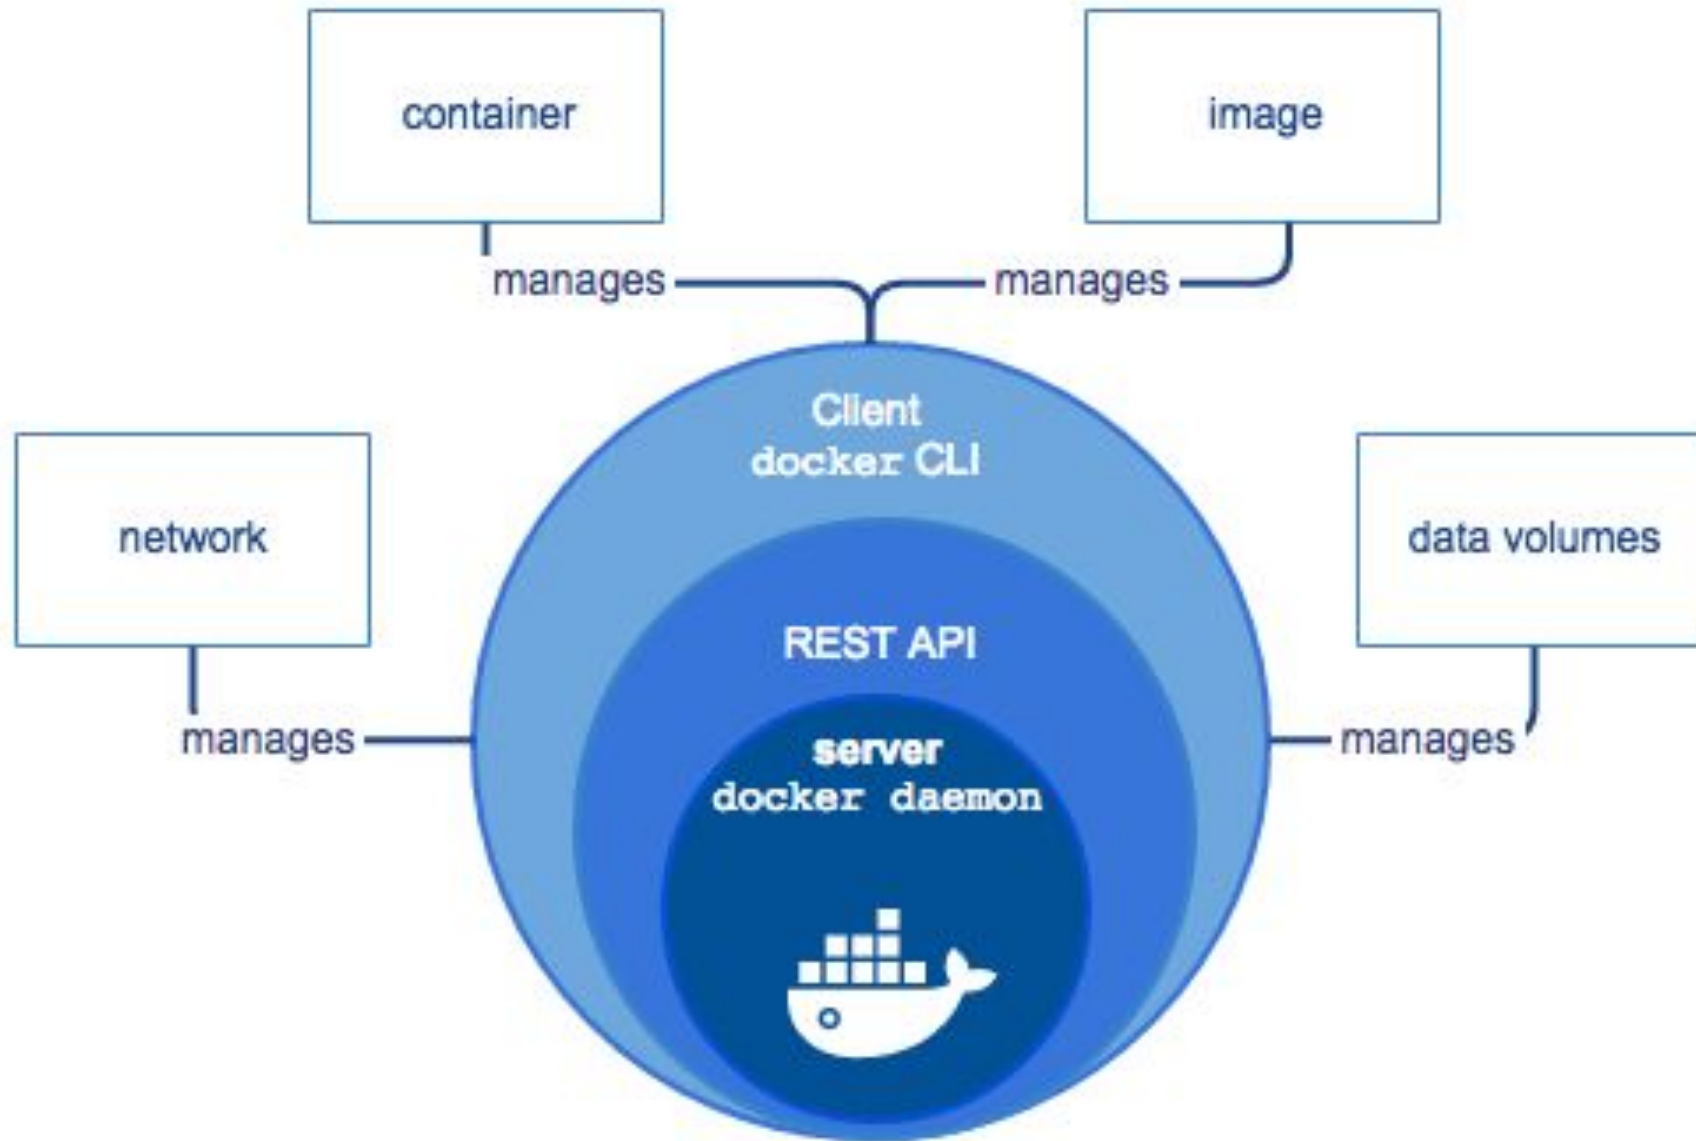 container
image
manages
manages
Client
docker CLI
network
data volumes
REST API
manages
manages
server
docker daemon